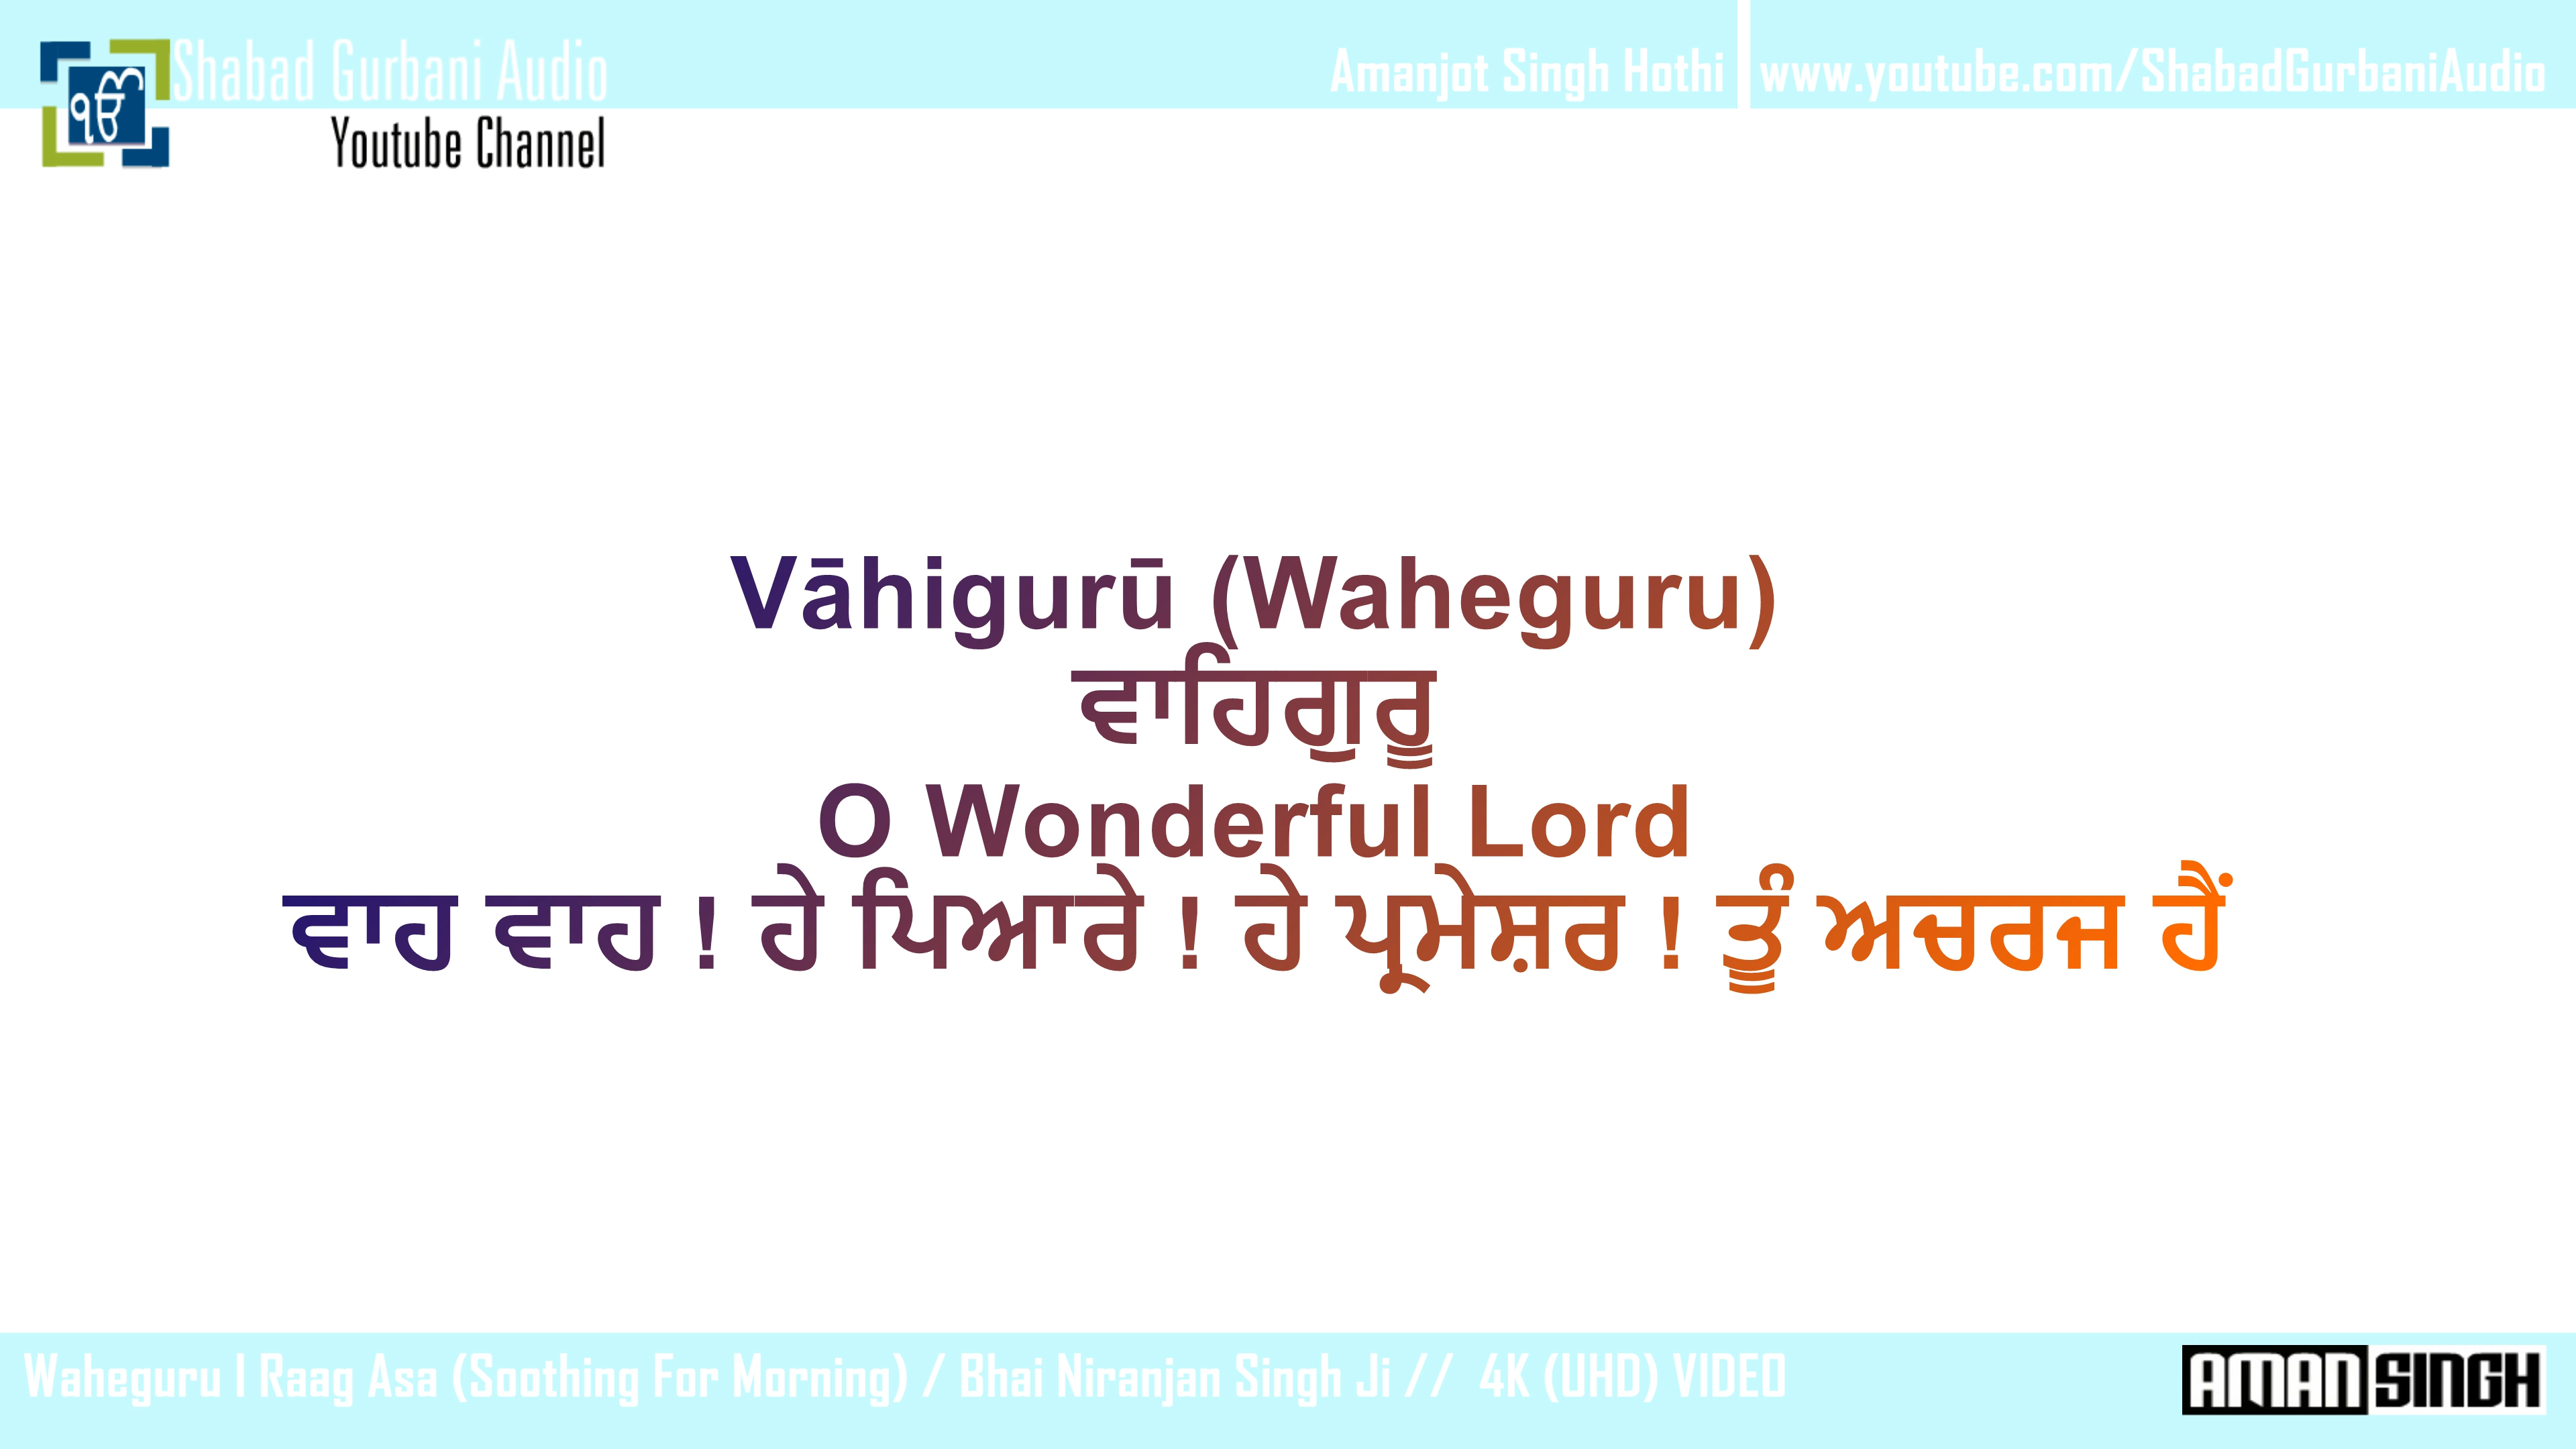 Shabad Gurbani Audio
Youtube Channel
ੴ
Amanjot Singh Hothi
www.youtube.com/ShabadGurbaniAudio
Vāhigurū (Waheguru)
ਵਾਹਿਗੁਰੂ
O Wonderful Lord
ਵਾਹ ਵਾਹ ! ਹੇ ਪਿਆਰੇ ! ਹੇ ਪ੍ਰਮੇਸ਼ਰ ! ਤੂੰ ਅਚਰਜ ਹੈਂ
Waheguru I Raag Asa (Soothing For Morning) / Bhai Niranjan Singh Ji // 4K (UHD) VIDEO
AMAN SINGH